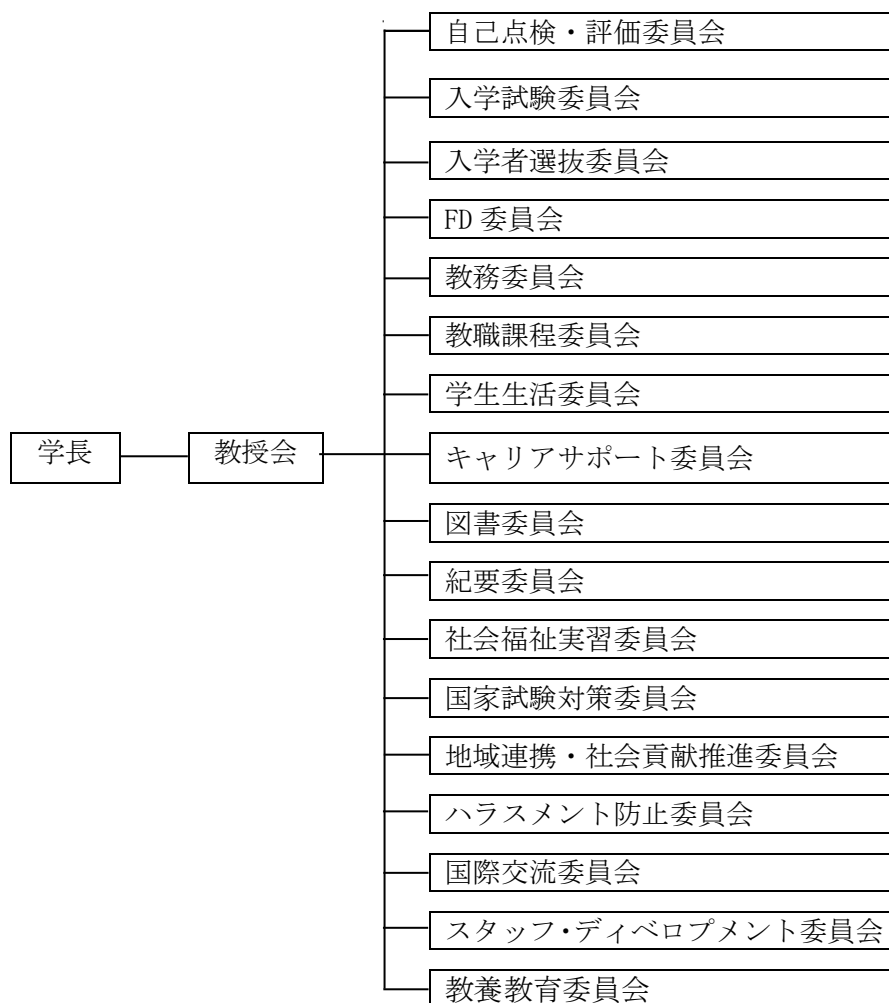 自己点検・評価委員会
入学試験委員会
入学者選抜委員会
FD 委員会
教務委員会
教職課程委員会
学生生活委員会
学長
教授会
キャリアサポート委員会
図書委員会
紀要委員会
社会福祉実習委員会
国家試験対策委員会
地域連携・社会貢献推進委員会
ハラスメント防止委員会
国際交流委員会
スタッフ・ディベロプメント委員会
教養教育委員会